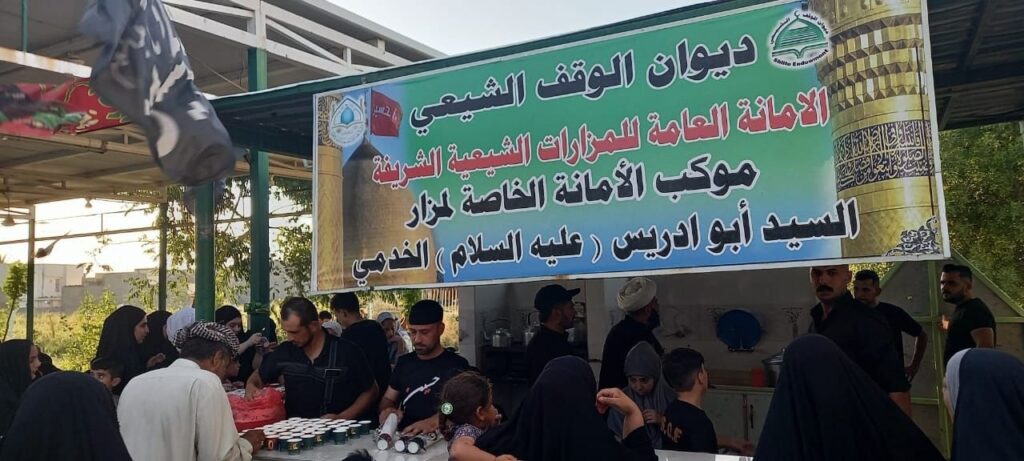 ديوان الوقف الشيعي
الامانة العامة للمزارات الشيعية الشريفة
موكب الأمانة الخاصة لمزار
السيد أبو ادريس ( عليه السلام ) الخدمي